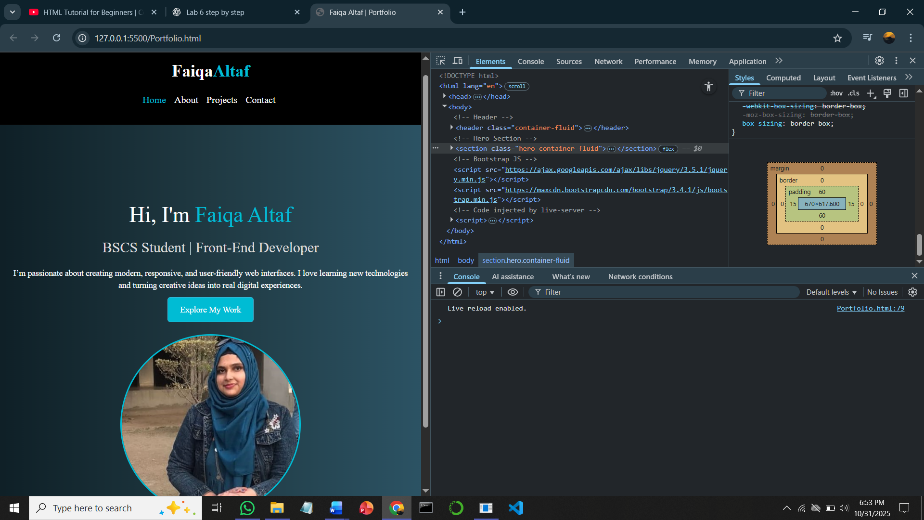 HTML Tutorial for Beginners | C
Lab 6 step by step
Faiqa Altaf | Portfolio
127.0.0.1:5500/Portfolio.html
FaiqaAltaf
Home About Projects Contact
Hi, I'm Faiqa Altaf
BSCS Student | Front-End Developer
I'm passionate about creating modern, responsive, and user-friendly web interfaces. I love learning new technologies
and turning creative ideas into real digital experiences.
Explore My Work
Elements Console Sources Network Performance Memory Application
<!DOCTYPE html>
<html lang="en"> scroll
<head> </head>
<body>
<!-- Header -->
<header class="container-fluid"> </header>
<!-- Hero Section -->
<section class="hero container-fluid"> </section> flex $0
<!-- Bootstrap JS -->
<script src="https://ajax.googleapis.com/ajax/libs/jquery/3.5.1/jquer
y.min.js"></script>
<script src="https://maxcdn.bootstrapcdn.com/bootstrap/3.4.1/js/boots
trap.min.js"></script>
<!-- Code injected by live-server -->
<script> </script>
</body>
</html>
html body section.hero.container-fluid
Styles Computed Layout Event Listeners
Filter :hov .cls
-webkit-box-sizing: border-box;
-moz-box-sizing: border-box;
box-sizing: border-box;
}
margin 0
border 0
padding 60
0 0 15 670×617.600 15 0 0
60
0
0
Console AI assistance What's new Network conditions
top Filter Default levels No Issues
Live reload enabled. Portfolio.html:79
Type here to search
6:53 PM
10/31/2025